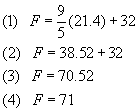 (1) F = 9/5 (21.4) + 32
(2) F = 38.52 + 32
(3) F = 70.52
(4) F = 71